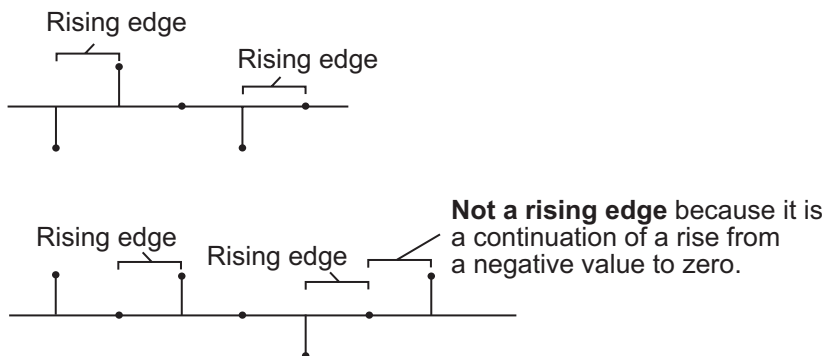 Rising edge
Rising edge
Not a rising edge because it is
a continuation of a rise from
a negative value to zero.
Rising edge
Rising edge